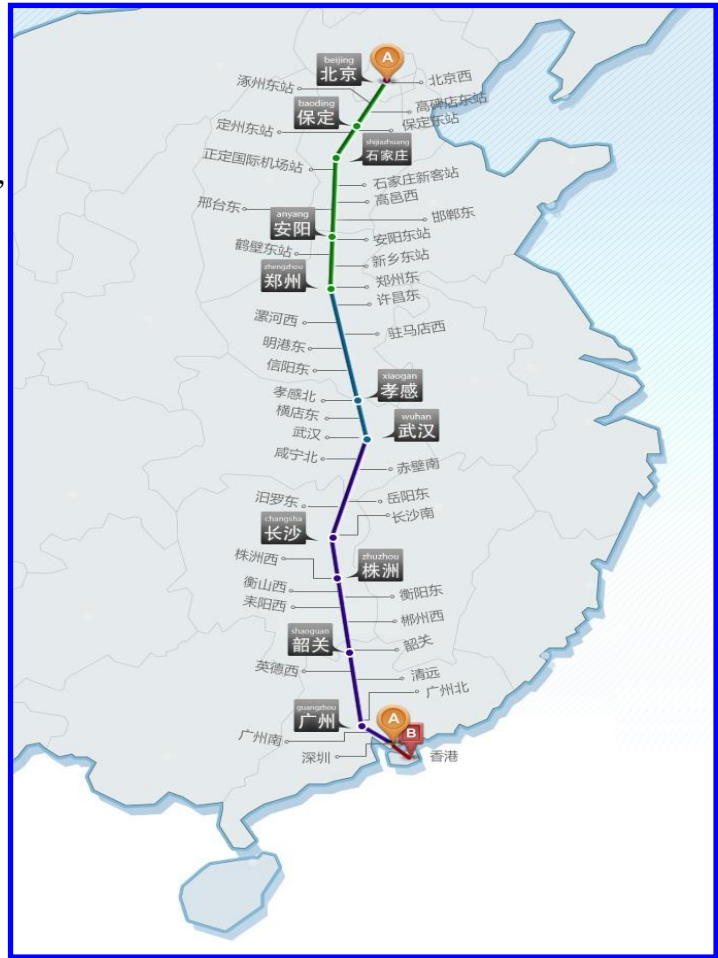 ，
beijing
北京
A
北京西
涿州东站
高碑店东站
baoding
保定
保定东站
定州东站
shijiazhuang
石家庄
正定国际机场站
石家庄新客站
高邑西
邢台东
邯郸东
anyang
安阳
安阳东站
鹤壁东站
新乡东站
zhengzhou
郑州
郑州东
许昌东
漯河西
驻马店西
明港东
信阳东
xiaogan
孝感
孝感北
横店东
wuhan
武汉
武汉
咸宁北
赤壁南
汨罗东
岳阳东
长沙南
changsha
长沙
株洲西
zhuzhou
株洲
衡山西
衡阳东
耒阳西
郴州西
shaoguan
韶关
韶关
英德西
清远
广州北
guangzhou
广州
A
B
广州南
深圳
香港